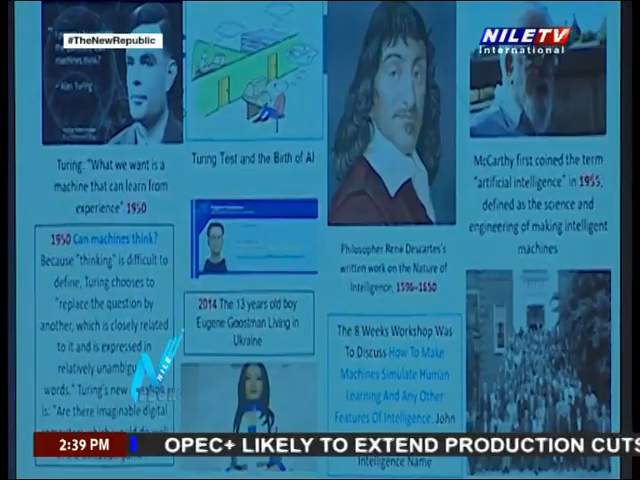 #TheNewRepublic
NILE TV
International
machines think?
- Alan Turing
Turing: "What we want is a
machine that can learn from
experience" 1950
Turing Test and the Birth of AI
McCarthy first coined the term
"artificial intelligence" in 1955,
defined as the science and
engineering of making intelligent
machines
1950 Can machines think?
Because "thinking" is difficult to
define, Turing chooses to
"replace the question by
another, which is closely related
to it and is expressed in
relatively
words." Turing's new
is: "Are there imaginable digital
2014 The 13 years old boy
Eugene Goostman Living in
Ukraine
Philosopher René Descartes's
written work on the Nature of
Intelligence, 1596-1650
The 8 Weeks Workshop Was
To Discuss How To Make
Machines Simulate Human
Learning And Any Other
Features Of Intelligence. John
Intelligence Name
NILE
2:39 PM
OPEC+ LIKELY TO EXTEND PRODUCTION CUTS